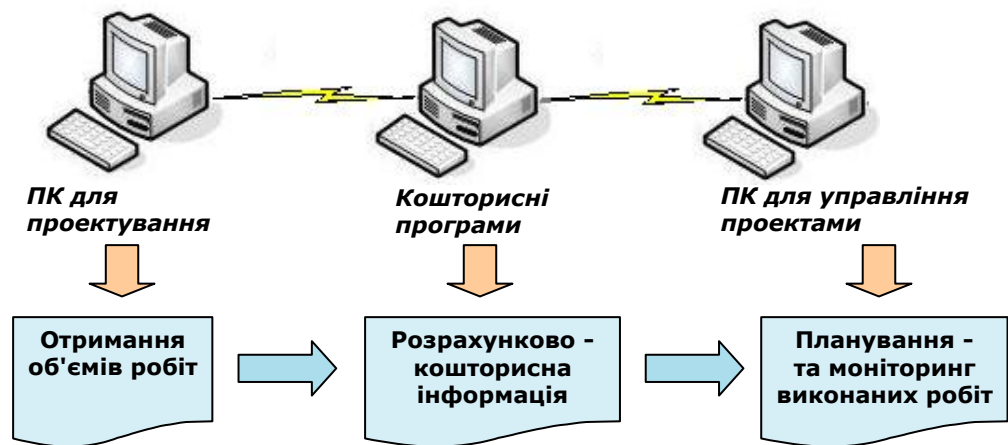 ПК для
проектування
Кошторисні
програми
ПК для управління
проектами
Отримання
об'ємів робіт
Розрахунково -
кошторисна
інформація
Планування -
та моніторинг
виконаних робіт